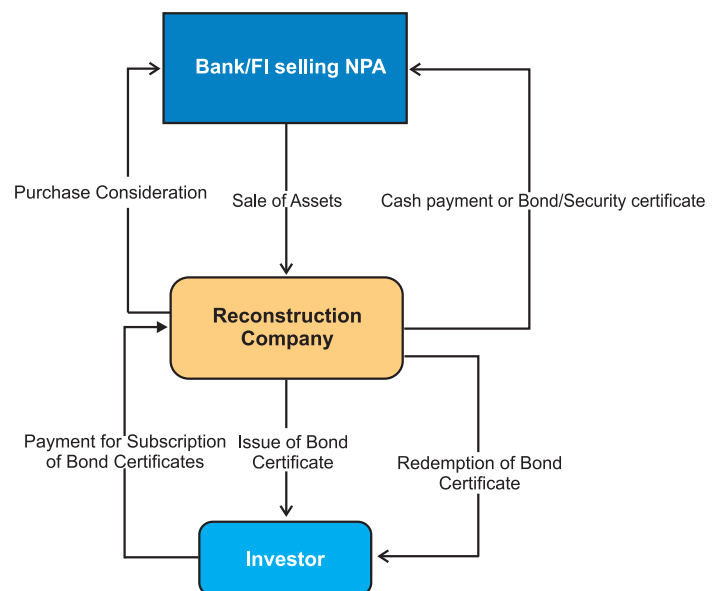 Bank/FI selling NPA
Purchase Consideration
Sale of Assets
Cash payment or Bond/Security certificate
Reconstruction
Company
Payment for Subscription
of Bond Certificates
Issue of Bond
Certificate
Redemption of Bond
Certificate
Investor